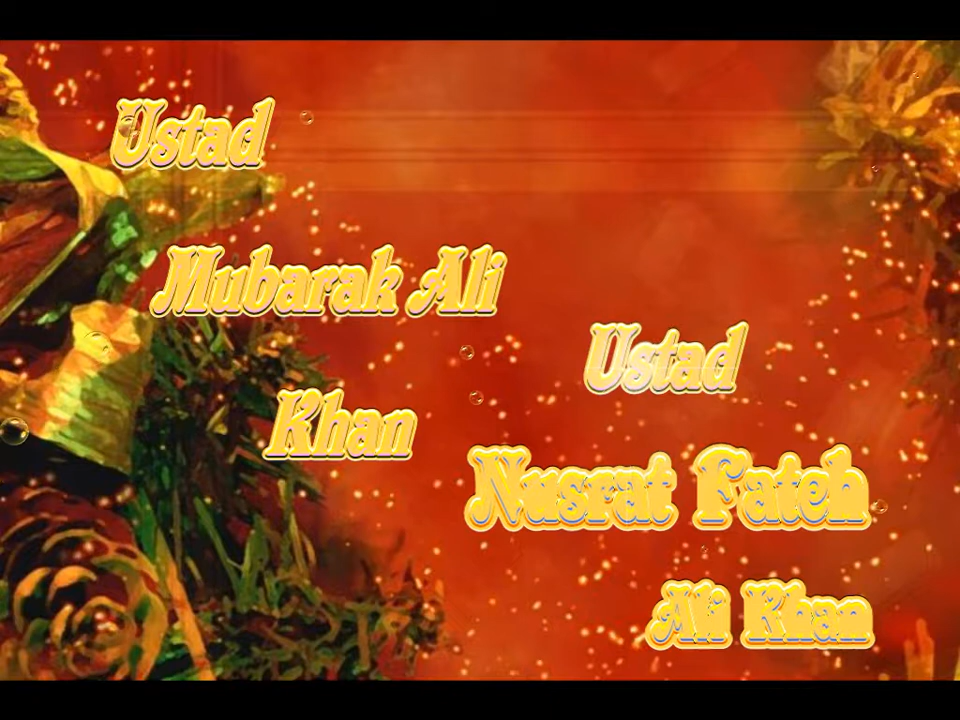 Ustad
Mubarak Ali
Khan
Ustad
Nusrat Fateh
Ali Khan